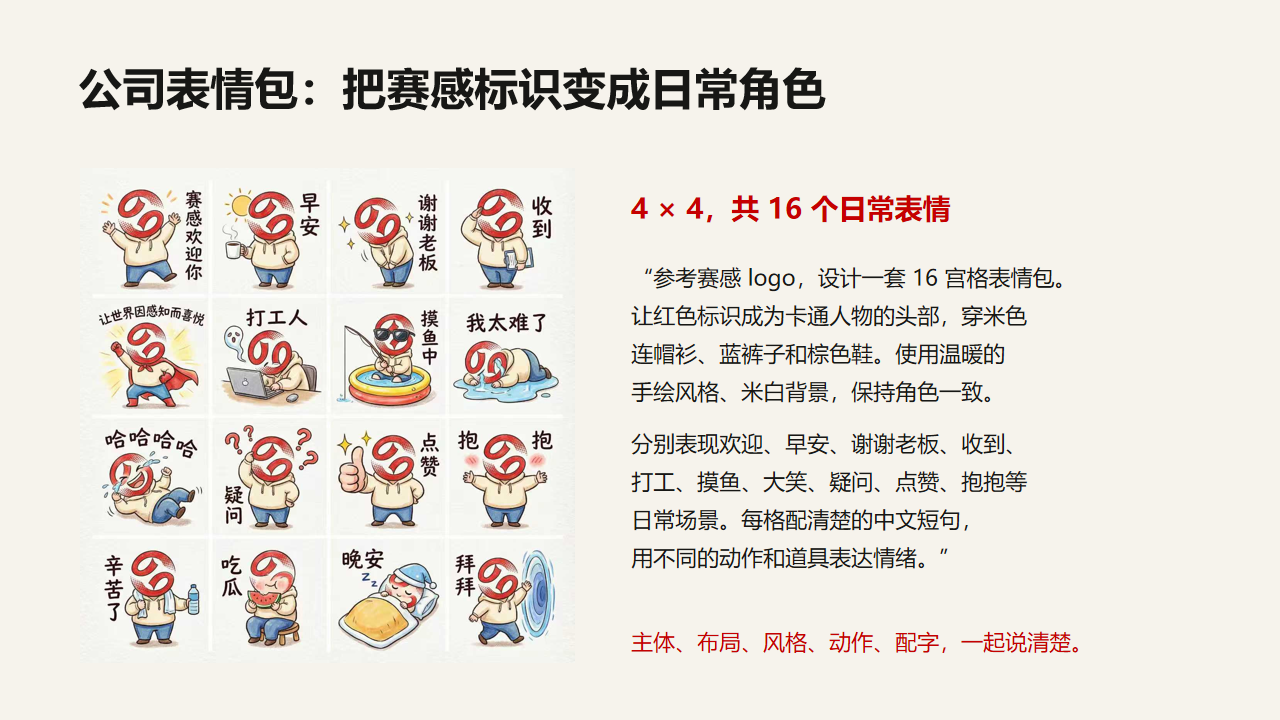 公司表情包：把赛感标识变成日常角色
赛感欢迎你
早安
谢谢老板
收到
让世界因感知而喜悦
打工人
摸鱼中
我太难了
哈哈哈哈
疑问
点赞
抱 抱
辛苦了
吃瓜
晚安
拜拜
4 × 4，共 16 个日常表情
“参考赛感 logo，设计一套 16 宫格表情包。
让红色标识成为卡通人物的头部，穿米色
连帽衫、蓝裤子和棕色鞋。使用温暖的
手绘风格、米白背景，保持角色一致。
分别表现欢迎、早安、谢谢老板、收到、
打工、摸鱼、大笑、疑问、点赞、抱抱等
日常场景。每格配清楚的中文短句，
用不同的动作和道具表达情绪。”
主体、布局、风格、动作、配字，一起说清楚。